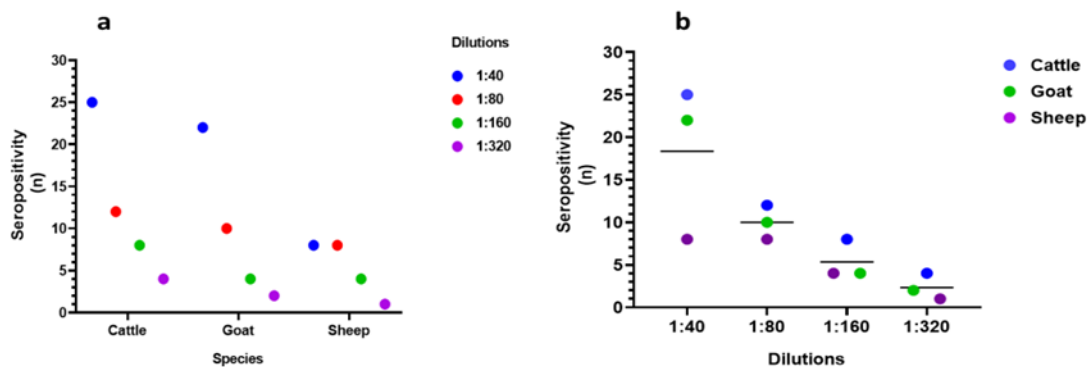 a
Dilutions
1:40
1:80
1:160
1:320
Seropositivity
(n)
30
25
20
15
10
5
0
Cattle Goat Sheep
Species
b
Cattle
Goat
Sheep
Seropositivity
(n)
30
25
20
15
10
5
0
1:40 1:80 1:160 1:320
Dilutions